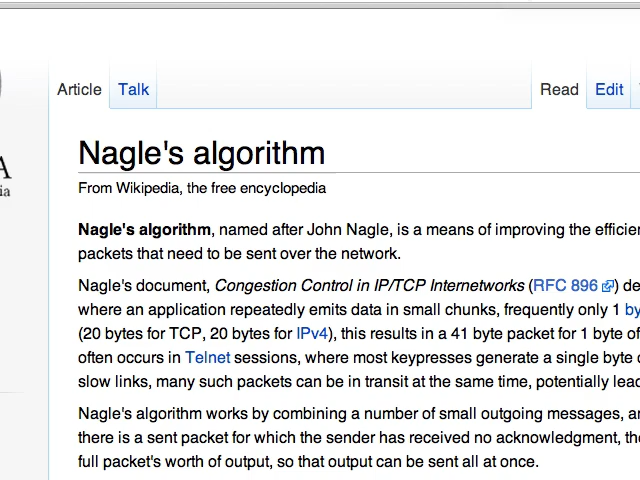 Article Talk Read Edit
Nagle's algorithm
From Wikipedia, the free encyclopedia
Nagle's algorithm, named after John Nagle, is a means of improving the
packets that need to be sent over the network.
Nagle's document, Congestion Control in IP/TCP Internetworks (RFC 896)
where an application repeatedly emits data in small chunks, frequently only 1
(20 bytes for TCP, 20 bytes for IPv4), this results in a 41 byte packet for 1 byte of
often occurs in Telnet sessions, where most keypresses generate a single byte
slow links, many such packets can be in transit at the same time, potentially
Nagle's algorithm works by combining a number of small outgoing messages,
there is a sent packet for which the sender has received no acknowledgment,
full packet's worth of output, so that output can be sent all at once.